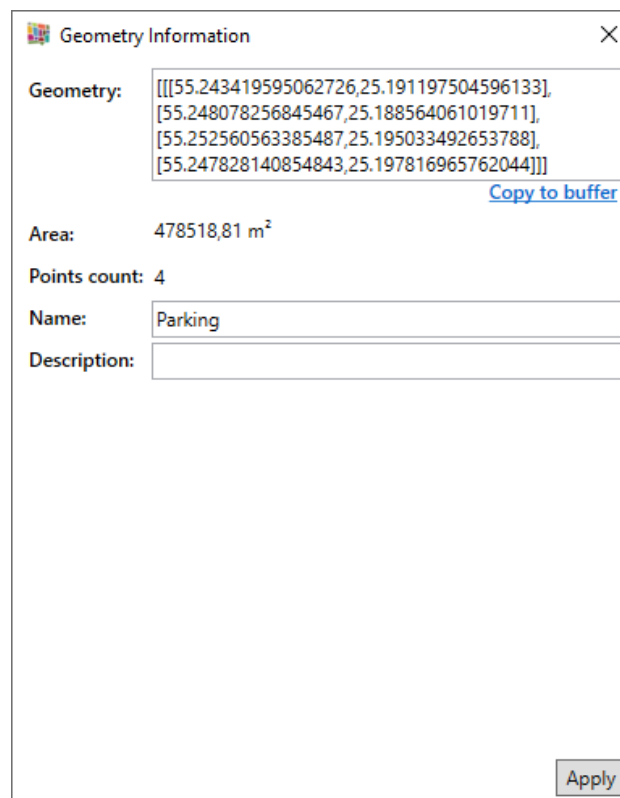 Geometry Information
Geometry: [[[55.243419595062726,25.191197504596133],
[55.248078256845467,25.188564061019711],
[55.252560563385487,25.195033492653788],
[55.247828140854843,25.197816965762044]]]
Copy to buffer
Area: 478518,81 m²
Points count: 4
Name: Parking
Description:
Apply